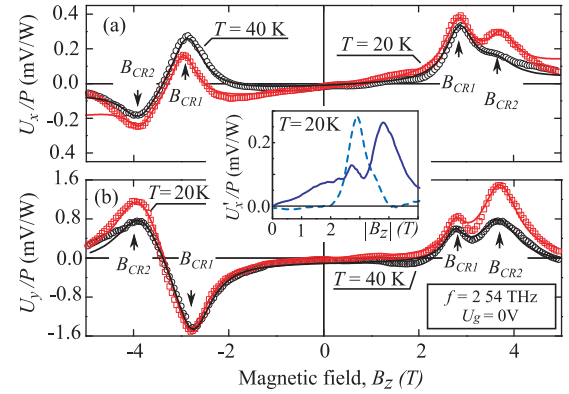 (a)
T = 40 K
T = 20 K
0.4
0.2
0.0
-0.2
0.4
U_x/P (mV/W)
B_CR2
B_CR1
B_CR1
B_CR2
T=20K
0.2
0.0
U'_x/P (mV/W)
0
2
|B_Z| (T)
(b)
T=20K
1.6
0.8
0.0
-0.8
-1.6
U_y/P (mV/W)
B_CR2
B_CR1
B_CR1
B_CR2
T = 40 K
f = 2 54 THz
U_g = 0V
-4
-2
0
2
4
Magnetic field, B_Z (T)